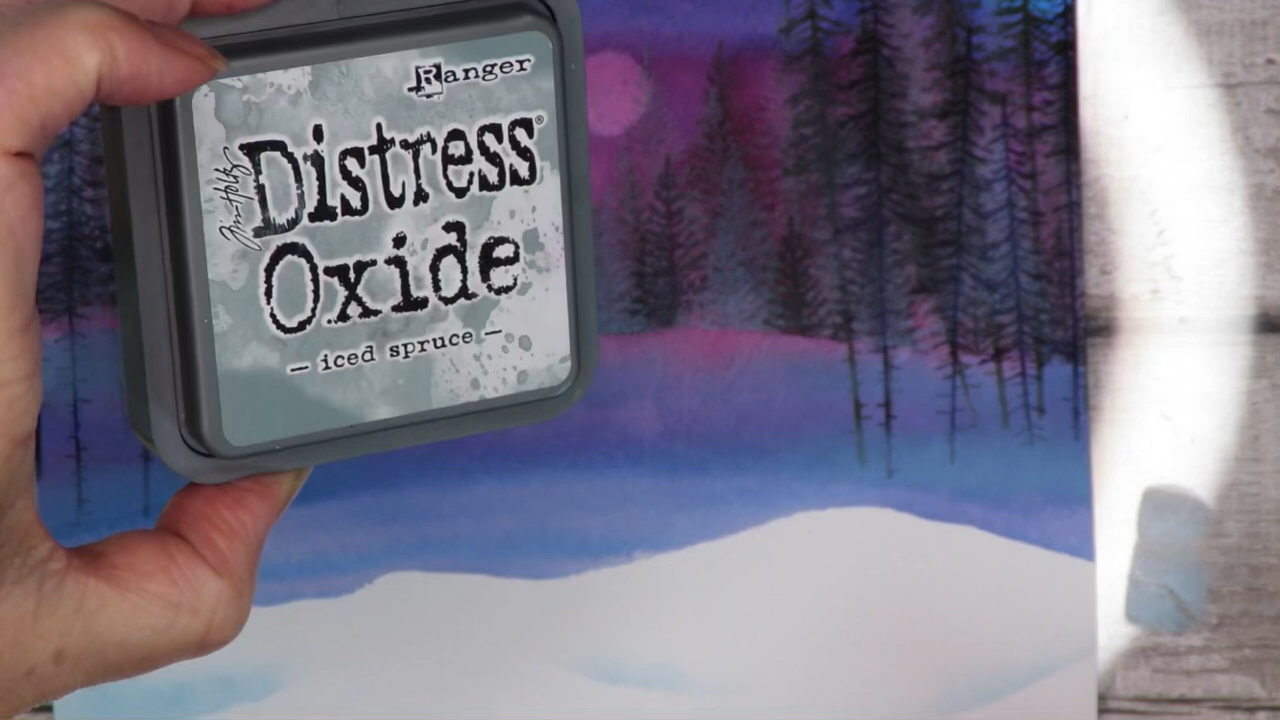 Ranger
Tim Holtz
Distress®
Oxide
— iced spruce —